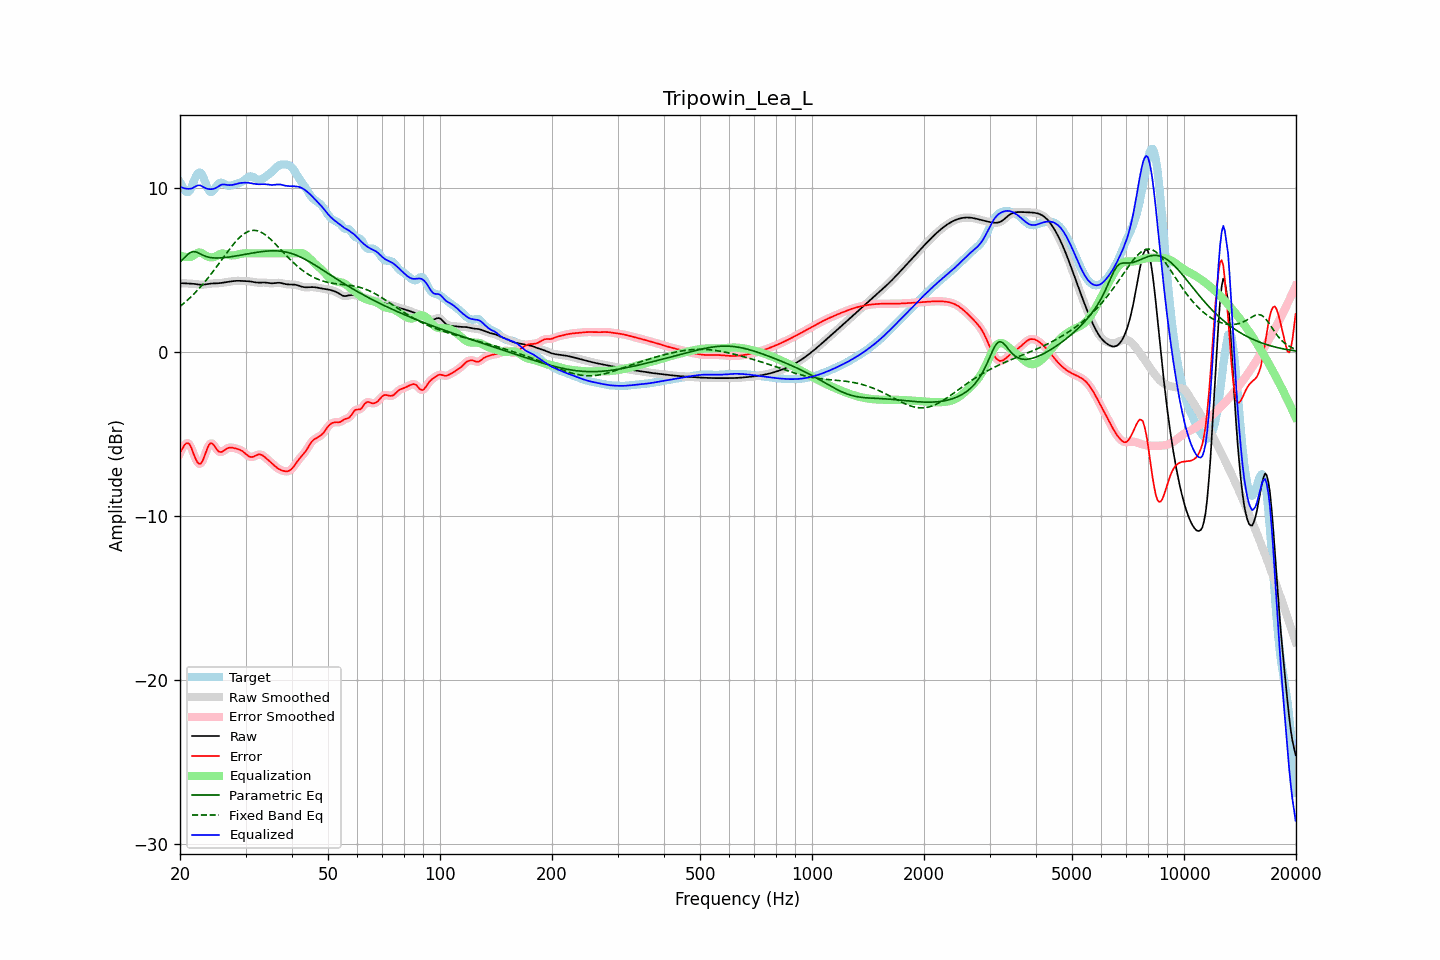 Tripowin_Lea_L
Amplitude (dBr)
10
0
−10
−20
−30
Target
Raw Smoothed
Error Smoothed
Raw
Error
Equalization
Parametric Eq
Fixed Band Eq
Equalized
20 50 100 200 500 1000 2000 5000 10000 20000
Frequency (Hz)